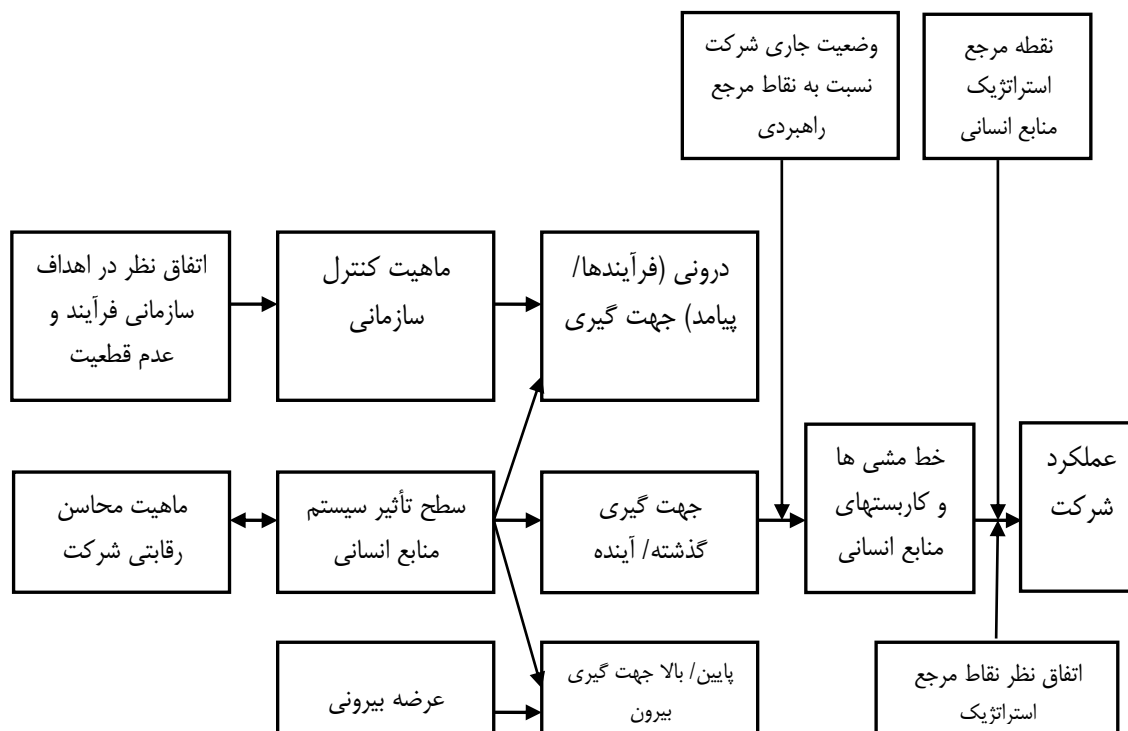 وضعیت جاری شرکت
نسبت به نقاط مرجع
راهبردی
نقطه مرجع
استراتژیک
منابع انسانی
اتفاق نظر در اهداف
سازمانی فرآیند و
عدم قطعیت
ماهیت کنترل
سازمانی
درونی (فرآیندها/
پیامد) جهت گیری
ماهیت محاسن
رقابتی شرکت
سطح تأثیر سیستم
منابع انسانی
جهت گیری
گذشته/ آینده
خط مشی ها
و
کاربستهای
منابع انسانی
عملکرد
شرکت
عرضه بیرونی
پایین/ بالا جهت گیری
بیرون
اتفاق نظر نقاط مرجع
استراتژیک